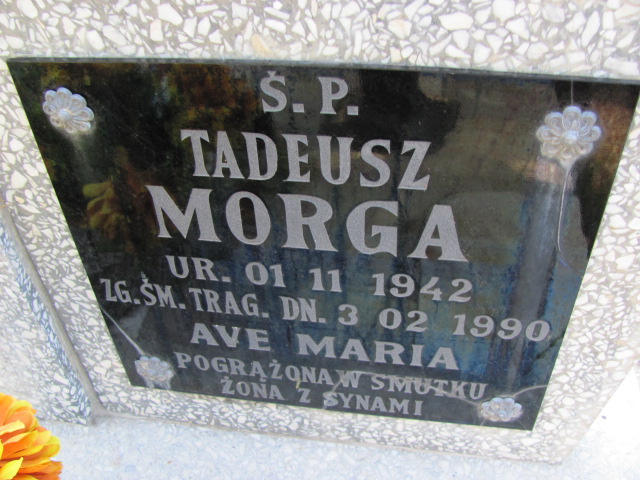 Ś. P.
TADEUSZ
MORGA
UR. 01 11 1942
ZG. ŚM. TRAG. DN. 3 02 1990
AVE MARIA
POGRĄŻONA W SMUTKU
ŻONA Z SYNAMI